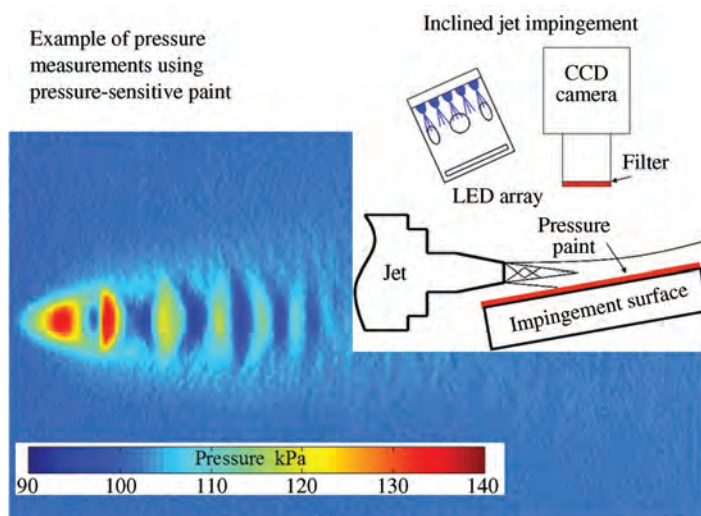 Example of pressure
measurements using
pressure-sensitive paint
Inclined jet impingement
CCD
camera
Filter
LED array
Pressure
paint
Jet
Impingement surface
Pressure kPa
90 100 110 120 130 140